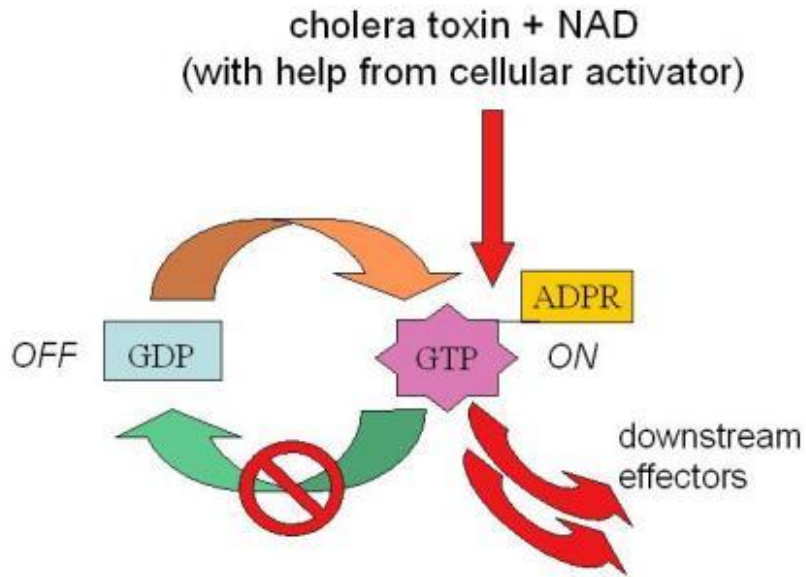 cholera toxin + NAD
(with help from cellular activator)
ADPR
OFF
GDP
GTP
ON
downstream
effectors